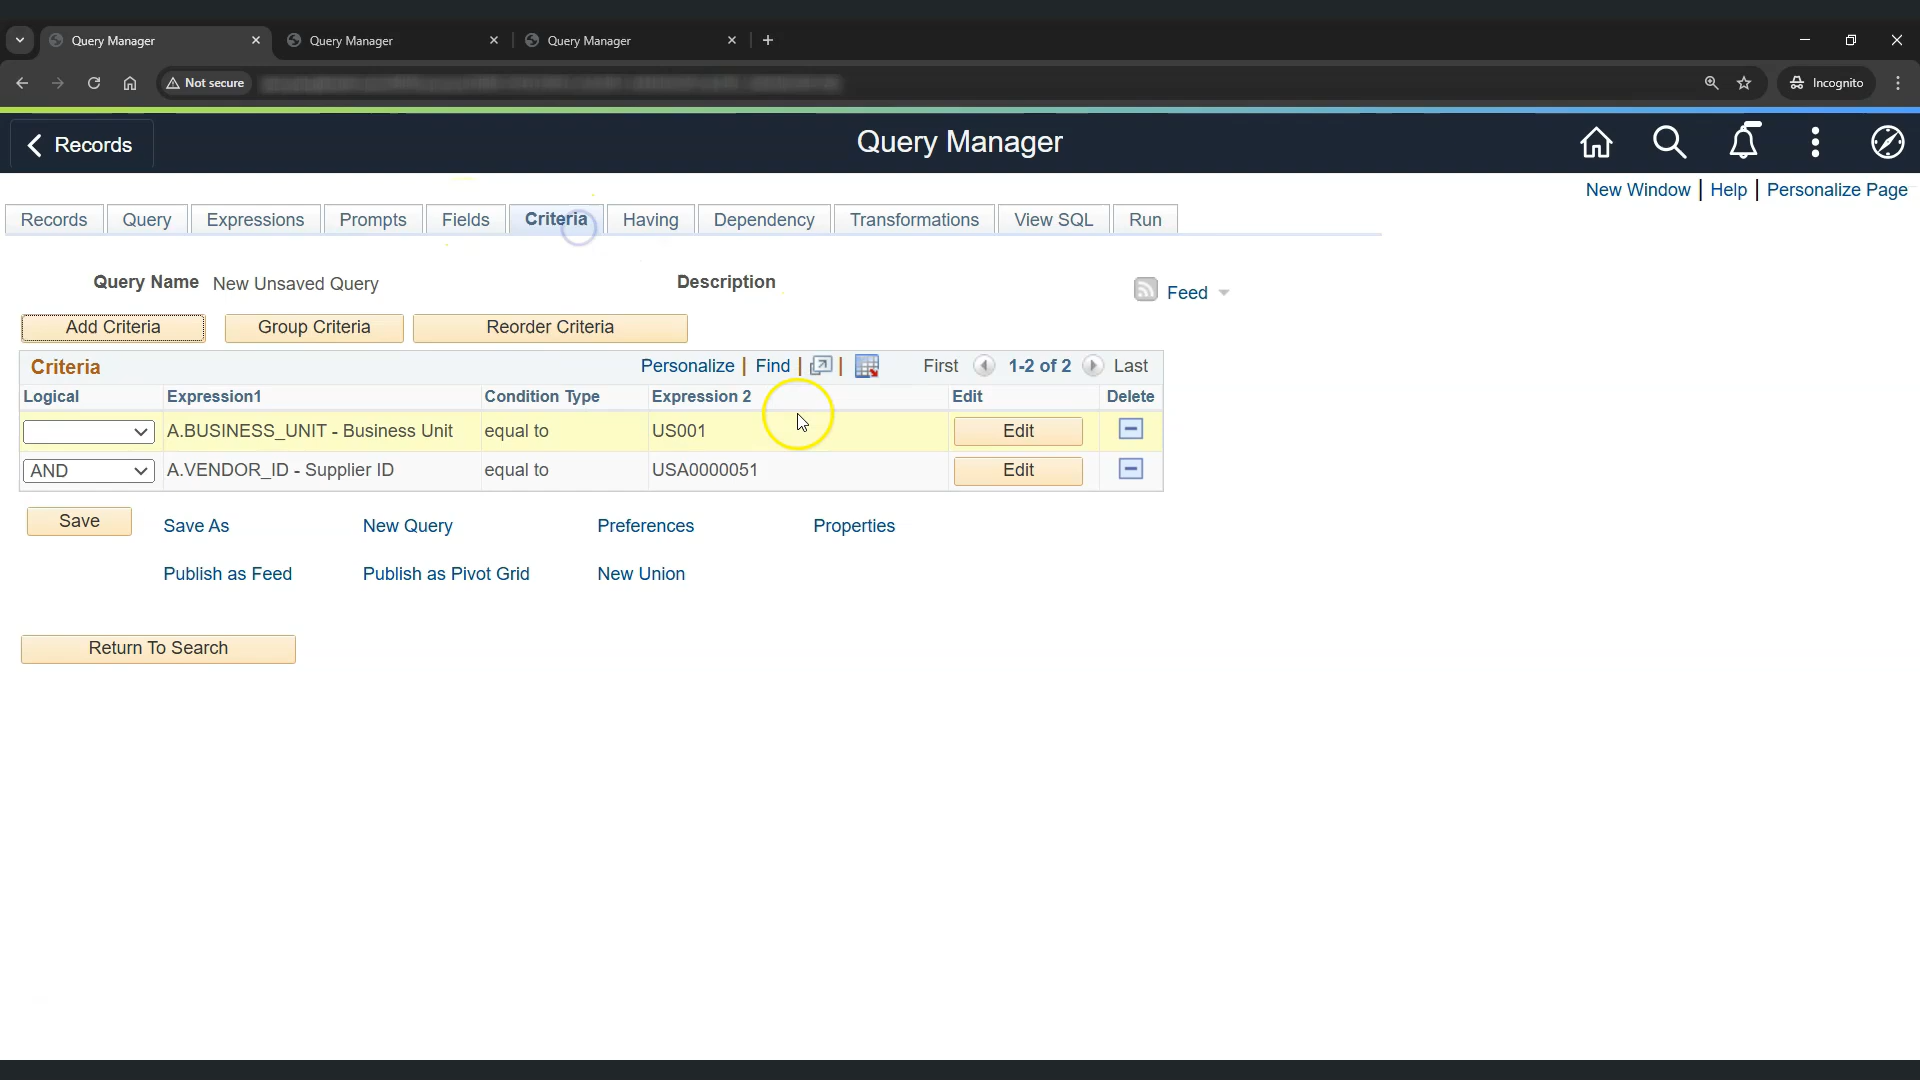 Query Manager Query Manager Query Manager
Not secure Incognito
Records Query Manager
New Window | Help | Personalize Page
Records Query Expressions Prompts Fields Criteria Having Dependency Transformations View SQL Run
Query Name New Unsaved Query Description Feed
Add Criteria Group Criteria Reorder Criteria
Criteria Personalize | Find | | First 1-2 of 2 Last
Logical Expression1 Condition Type Expression 2 Edit Delete
A.BUSINESS_UNIT - Business Unit equal to US001 Edit
AND A.VENDOR_ID - Supplier ID equal to USA0000051 Edit
Save Save As New Query Preferences Properties
Publish as Feed Publish as Pivot Grid New Union
Return To Search